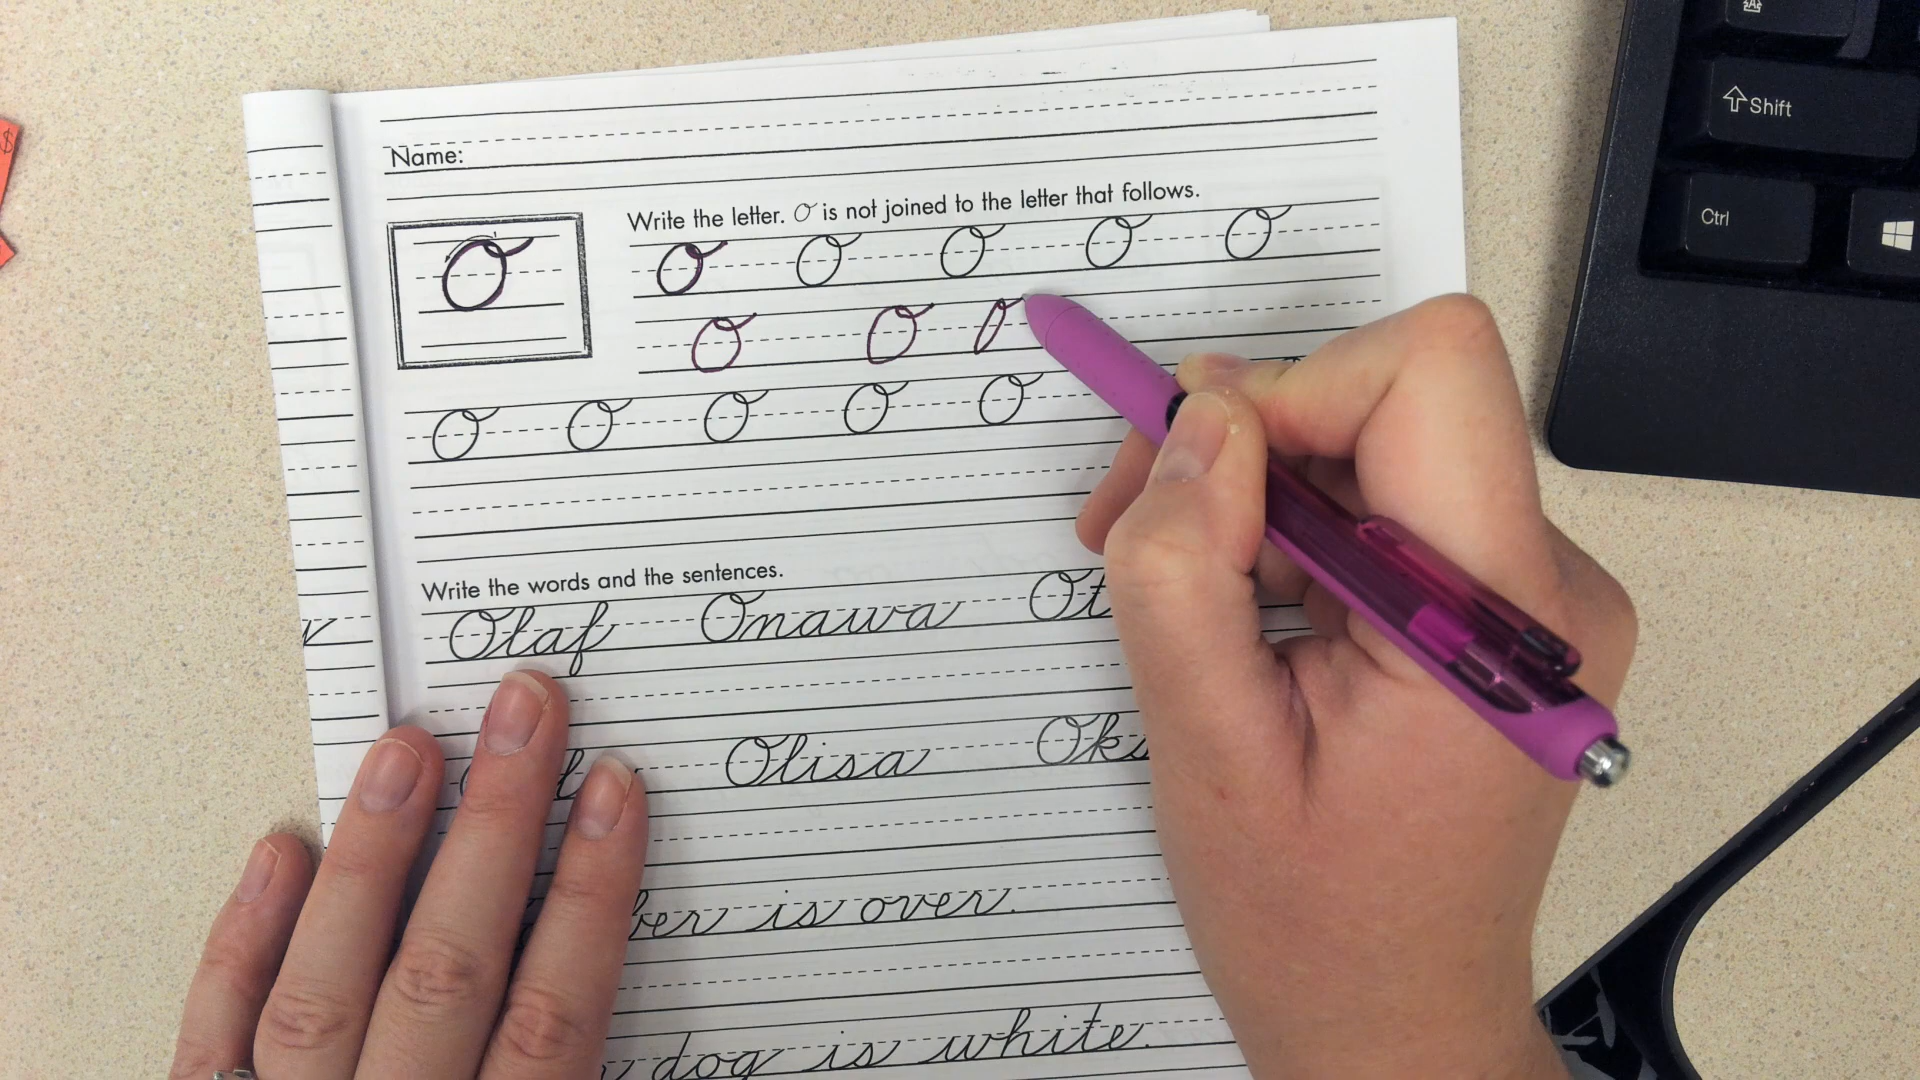 Name:
Write the letter. O is not joined to the letter that follows.
O
O O O O O
O O O
O O O O O
Write the words and the sentences.
Olaf Onawa
Olisa
is over.
dog is white.
Shift
Ctrl
$